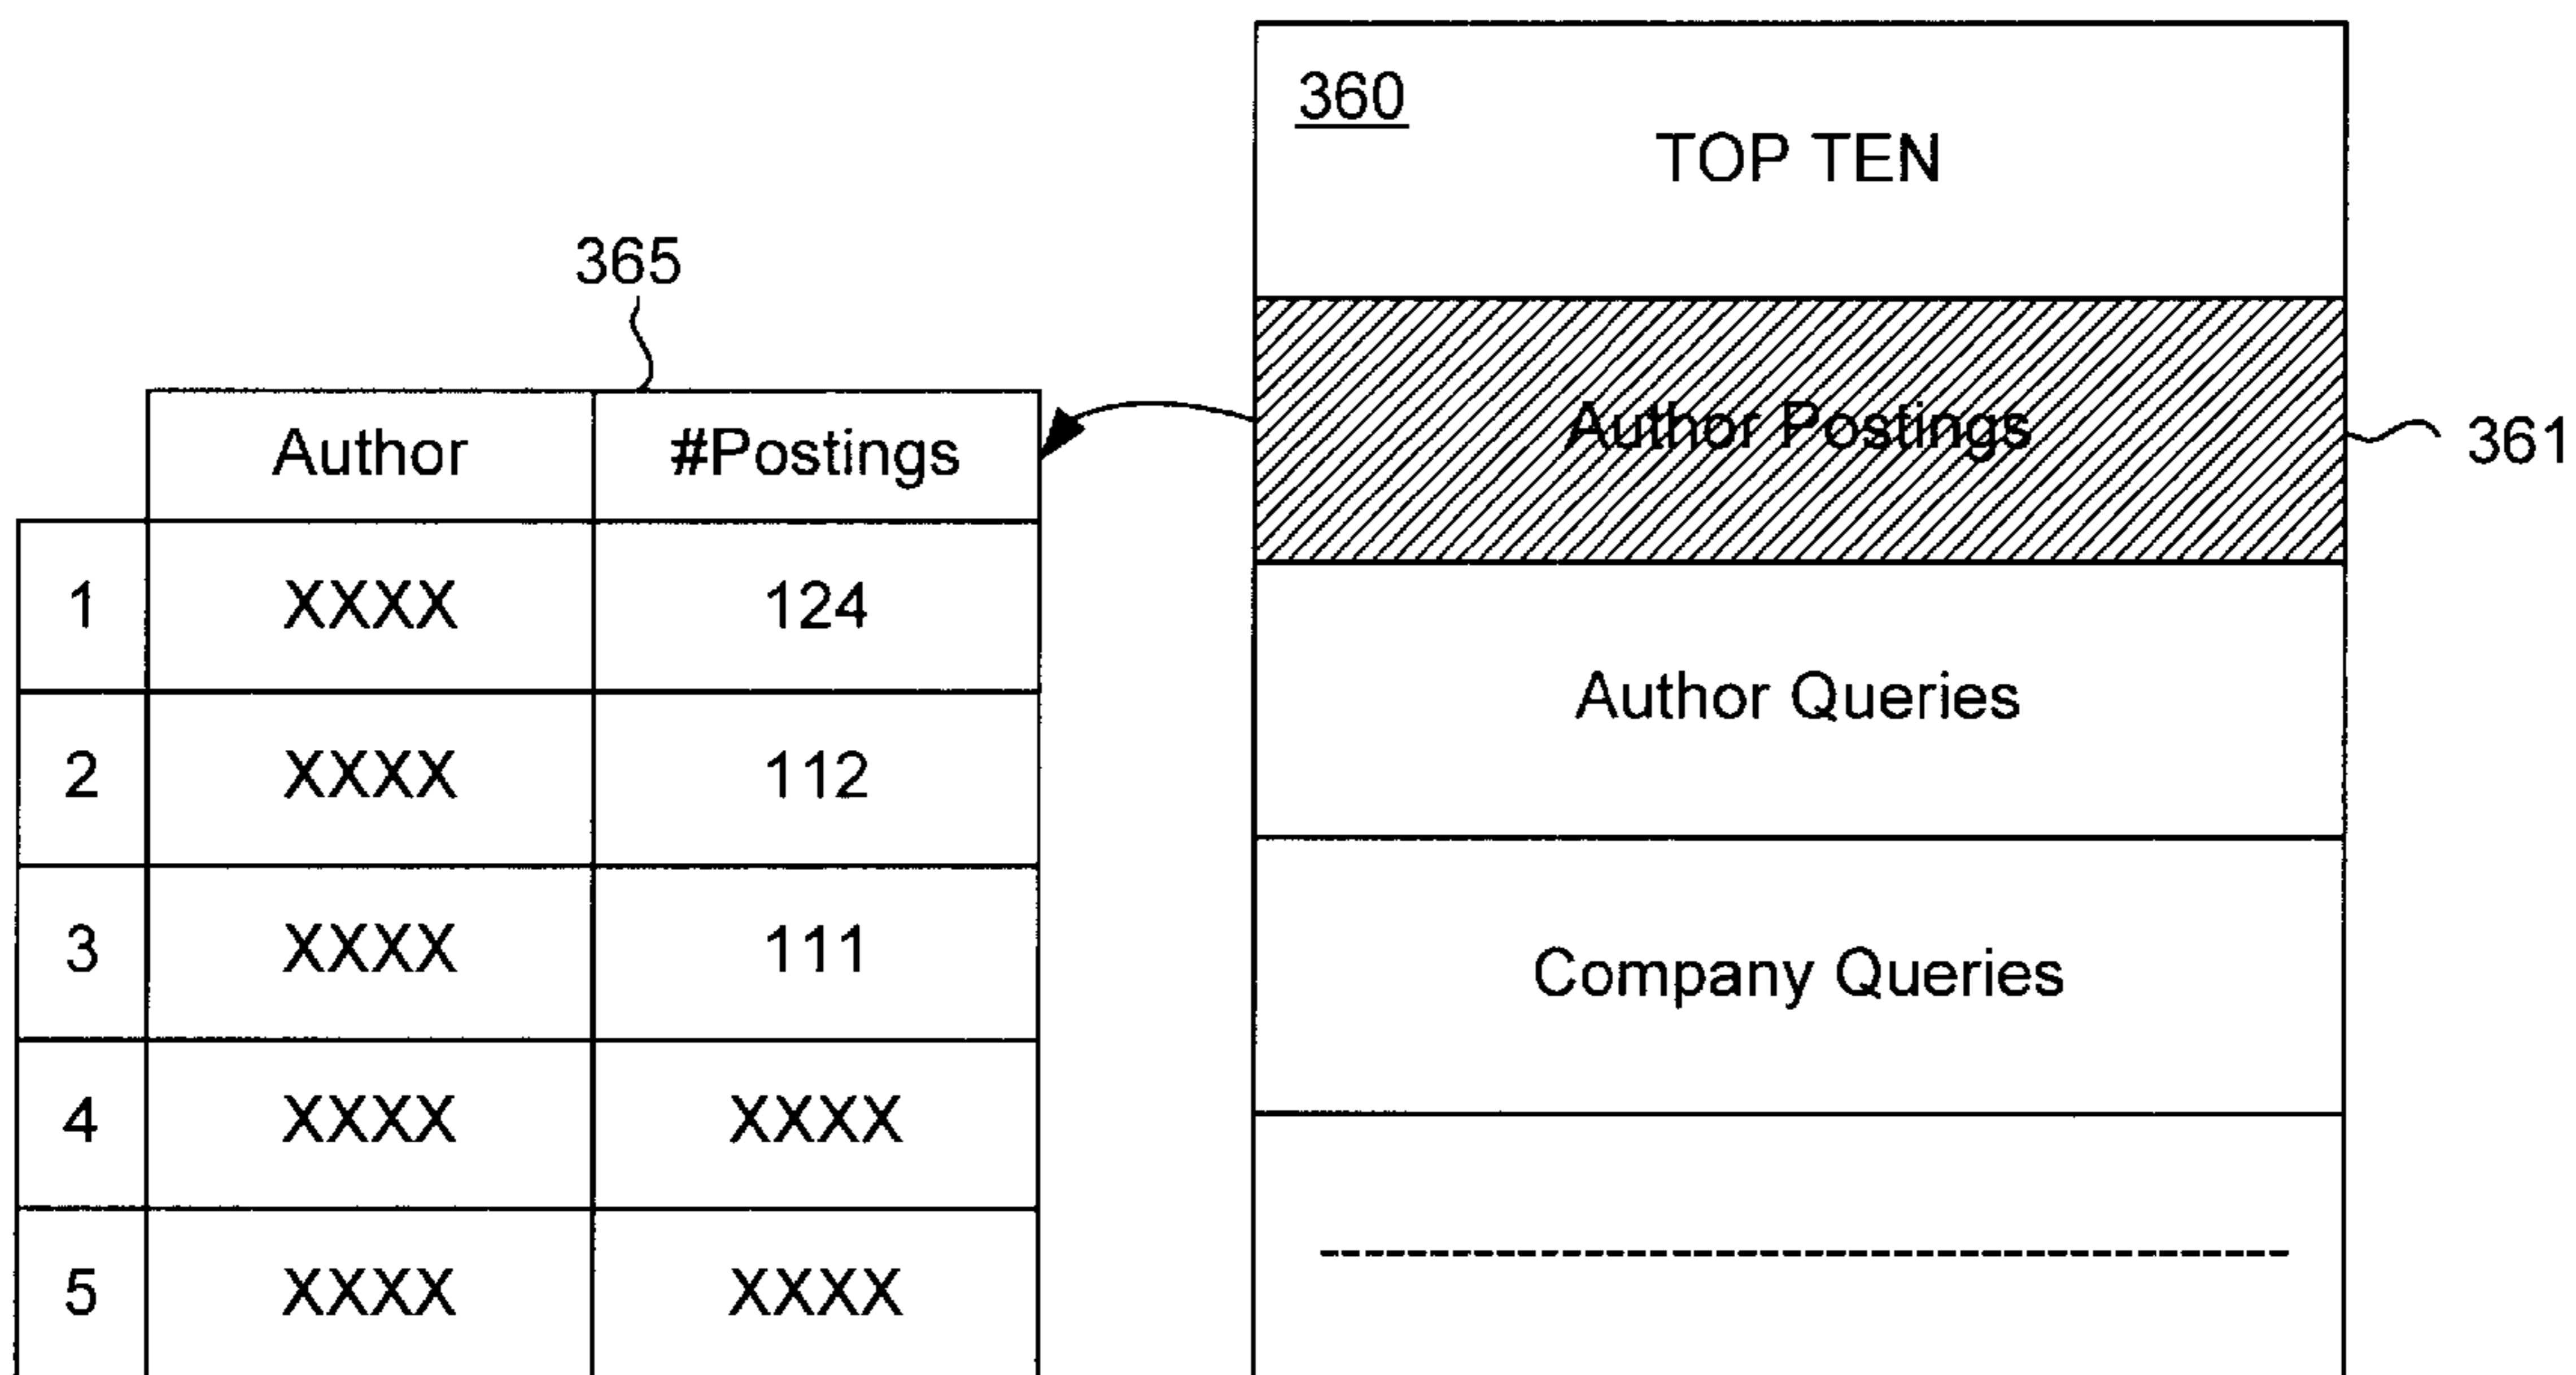 360
TOP TEN
365
Author Postings
361
Author #Postings
1 XXXX 124
Author Queries
2 XXXX 112
3 XXXX 111
Company Queries
4 XXXX XXXX
5 XXXX XXXX